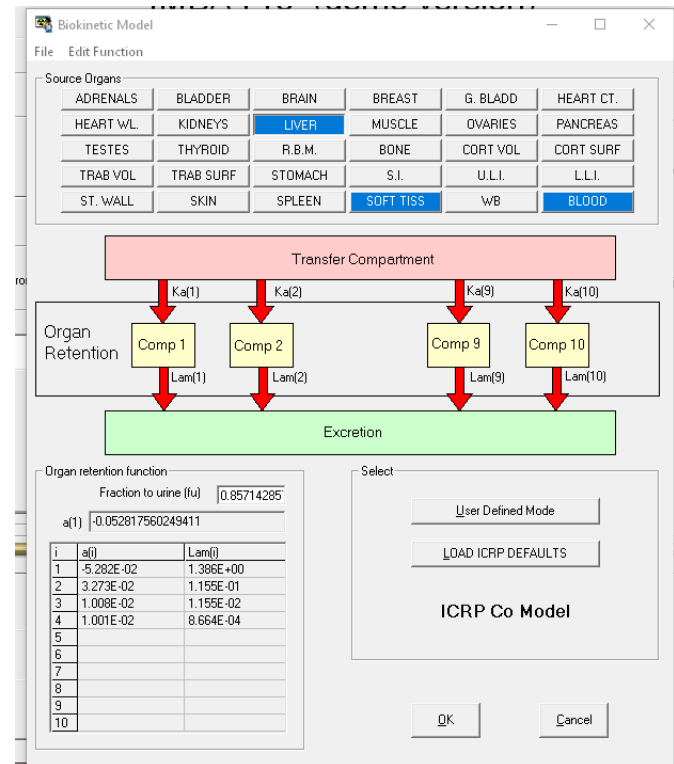 Biokinetic Model
File Edit Function
Source Organs
ADRENALS BLADDER BRAIN BREAST G. BLADD HEART CT.
HEART WL. KIDNEYS LIVER MUSCLE OVARIES PANCREAS
TESTES THYROID R.B.M. BONE CORT VOL CORT SURF
TRAB VOL TRAB SURF STOMACH S.I. U.L.I. L.L.I.
ST. WALL SKIN SPLEEN SOFT TISS WB BLOOD
Transfer Compartment
Ka(1) Ka(2) Ka(9) Ka(10)
Organ
Retention
Comp 1 Comp 2 Comp 9 Comp 10
Lam(1) Lam(2) Lam(9) Lam(10)
Excretion
Organ retention function
Fraction to urine (fu) 0.85714285
a(1) -0.052817560249411
i a(i) Lam(i)
1 -5.282E-02 1.386E+00
2 3.273E-02 1.155E-01
3 1.008E-02 1.155E-02
4 1.001E-02 8.664E-04
5
6
7
8
9
10
Select
User Defined Mode
LOAD ICRP DEFAULTS
ICRP Co Model
OK Cancel